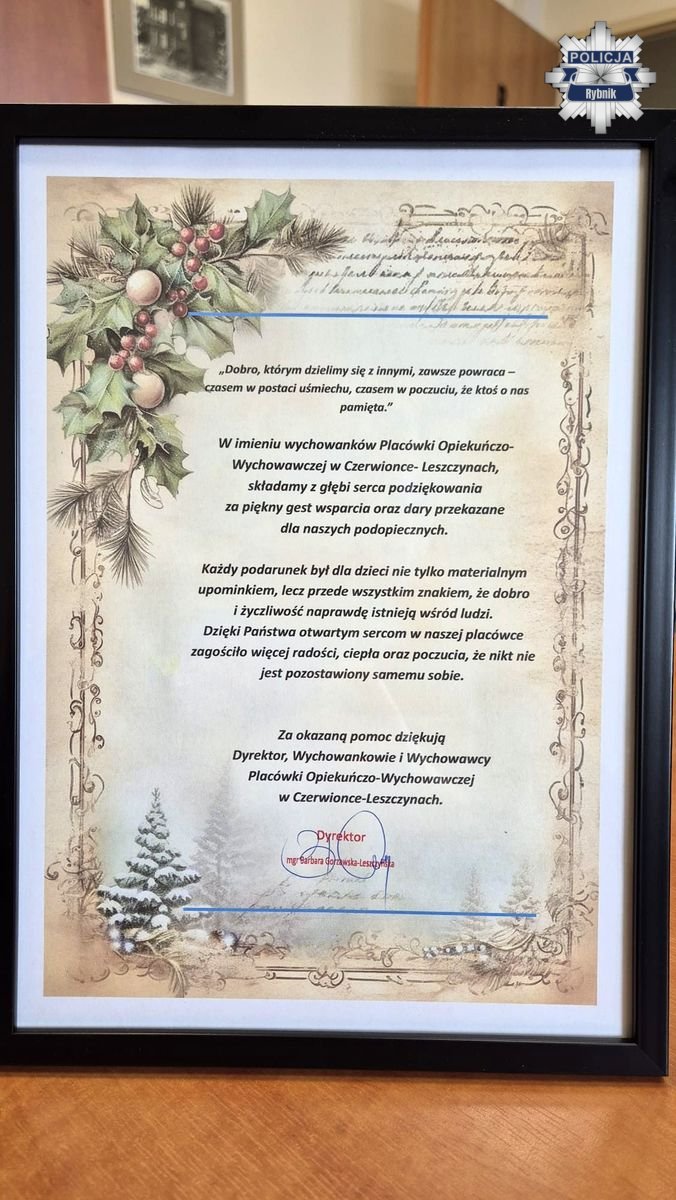 POLICJA
Rybnik
„Dobro, którym dzielimy się z innymi, zawsze powraca –
czasem w postaci uśmiechu, czasem w poczuciu, że ktoś o nas
pamięta.”
W imieniu wychowanków Placówki Opiekuńczo-
Wychowawczej w Czerwionce- Leszczynach,
składamy z głębi serca podziękowania
za piękny gest wsparcia oraz dary przekazane
dla naszych podopiecznych.
Każdy podarunek był dla dzieci nie tylko materialnym
upominkiem, lecz przede wszystkim znakiem, że dobro
i życzliwość naprawdę istnieją wśród ludzi.
Dzięki Państwa otwartym sercom w naszej placówce
zagościło więcej radości, ciepła oraz poczucia, że nikt nie
jest pozostawiony samemu sobie.
Za okazaną pomoc dziękują
Dyrektor, Wychowankowie i Wychowawcy
Placówki Opiekuńczo-Wychowawczej
w Czerwionce-Leszczynach.
Dyrektor
mgr Barbara Gorzawska-Leszczyńska